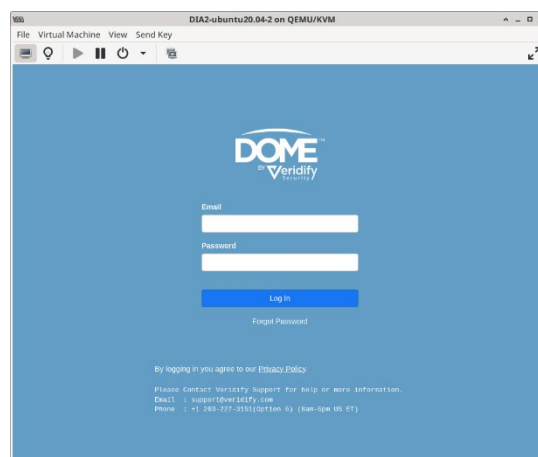 DIA2-ubuntu20.04-2 on QEMU/KVM
File Virtual Machine View Send Key
DOME™
BY Veridify
Security
Email
Password
Log In
Forgot Password
By logging in you agree to our Privacy Policy.
Please Contact Veridify Support for help or more information.
Email : support@veridify.com
Phone : +1 203-227-3151(Option 6) (8am-6pm US ET)